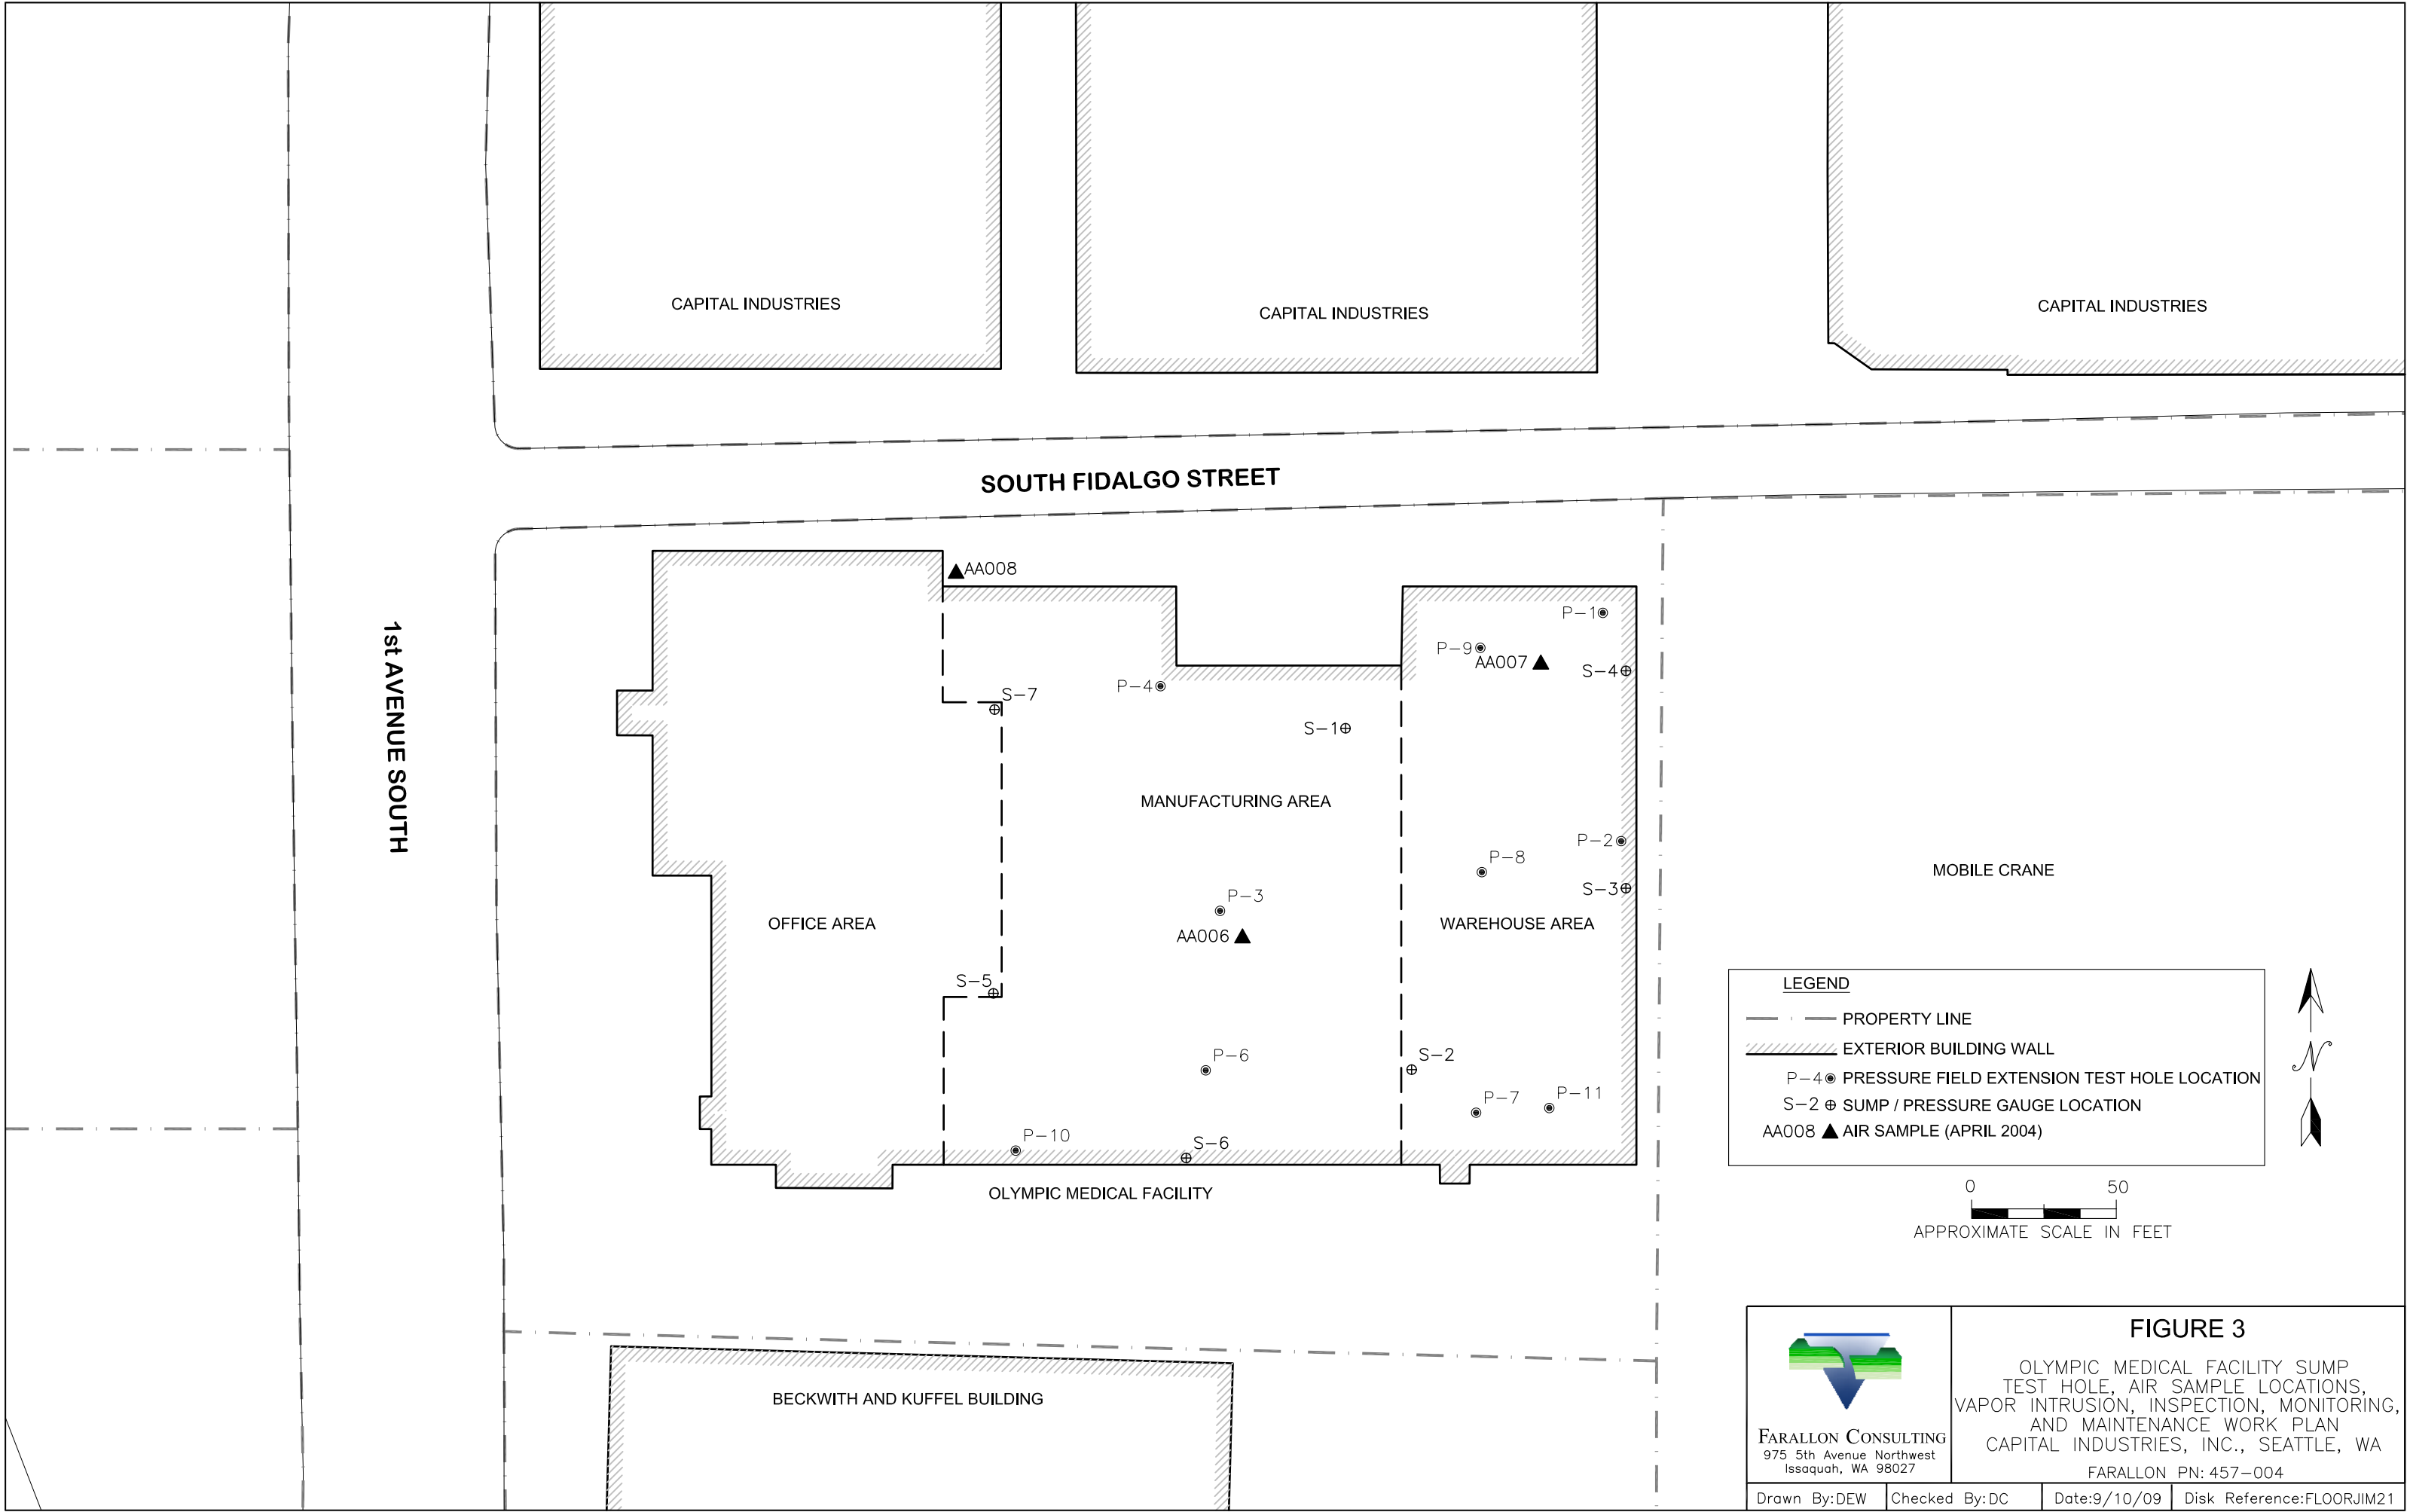 CAPITAL INDUSTRIES
CAPITAL INDUSTRIES
CAPITAL INDUSTRIES
SOUTH FIDALGO STREET
1st AVENUE SOUTH
AA008
P-1
P-9
AA007
S-4
P-4
S-7
S-1
MANUFACTURING AREA
P-2
P-8
S-3
MOBILE CRANE
P-3
OFFICE AREA
AA006
WAREHOUSE AREA
S-5
P-6
S-2
P-7
P-11
P-10
S-6
OLYMPIC MEDICAL FACILITY
LEGEND
PROPERTY LINE
EXTERIOR BUILDING WALL
P-4 PRESSURE FIELD EXTENSION TEST HOLE LOCATION
S-2 SUMP / PRESSURE GAUGE LOCATION
AA008 AIR SAMPLE (APRIL 2004)
N
0 50
APPROXIMATE SCALE IN FEET
BECKWITH AND KUFFEL BUILDING
FARALLON CONSULTING
975 5th Avenue Northwest
Issaquah, WA 98027
FIGURE 3
OLYMPIC MEDICAL FACILITY SUMP
TEST HOLE, AIR SAMPLE LOCATIONS,
VAPOR INTRUSION, INSPECTION, MONITORING,
AND MAINTENANCE WORK PLAN
CAPITAL INDUSTRIES, INC., SEATTLE, WA
FARALLON PN: 457-004
Drawn By:DEW Checked By:DC Date:9/10/09 Disk Reference:FLOORJIM21